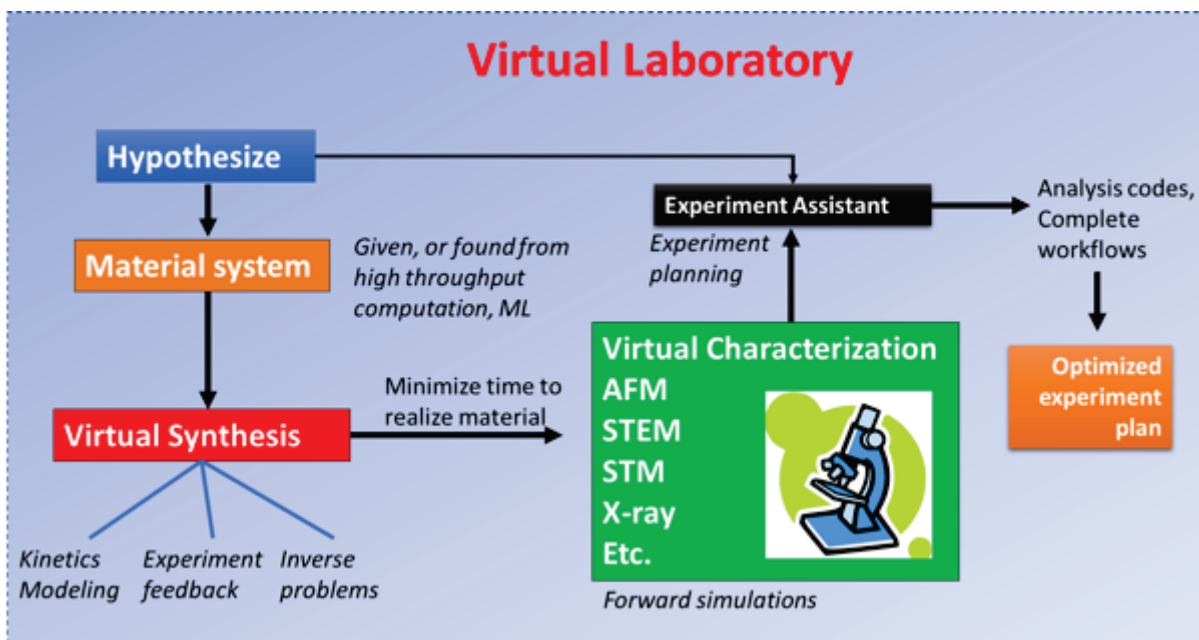 Virtual Laboratory
Hypothesize
Material system
Given, or found from
high throughput
computation, ML
Virtual Synthesis
Kinetics
Modeling
Experiment
feedback
Inverse
problems
Minimize time to
realize material
Virtual Characterization
AFM
STEM
STM
X-ray
Etc.
Forward simulations
Experiment Assistant
Experiment
planning
Analysis codes,
Complete
workflows
Optimized
experiment
plan